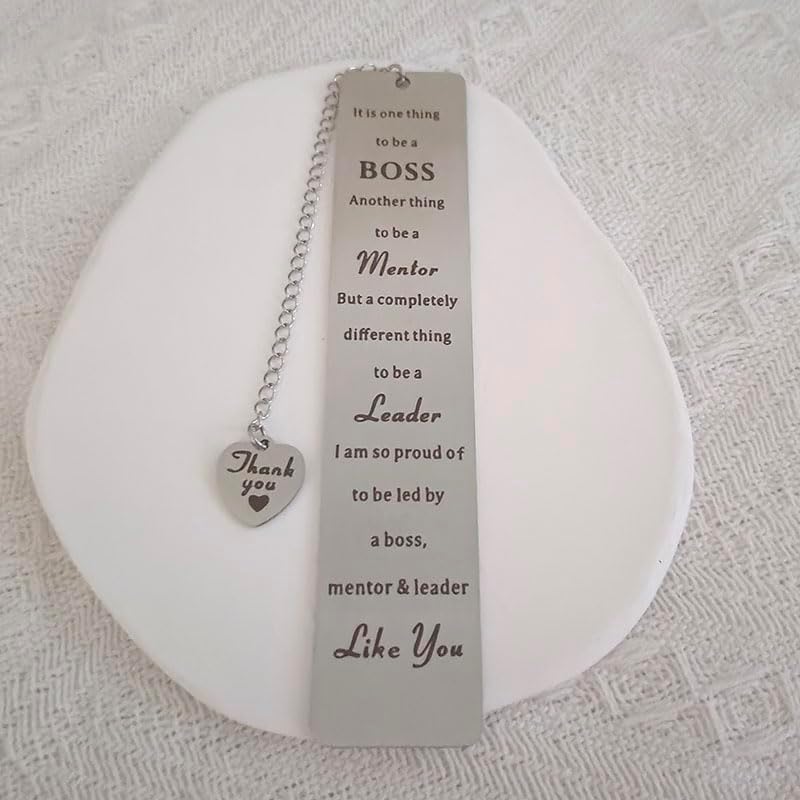 It is one thing
to be a
BOSS
Another thing
to be a
Mentor
But a completely
different thing
to be a
Leader
I am so proud of
to be led by
a boss,
mentor & leader
Like You
Thank
you